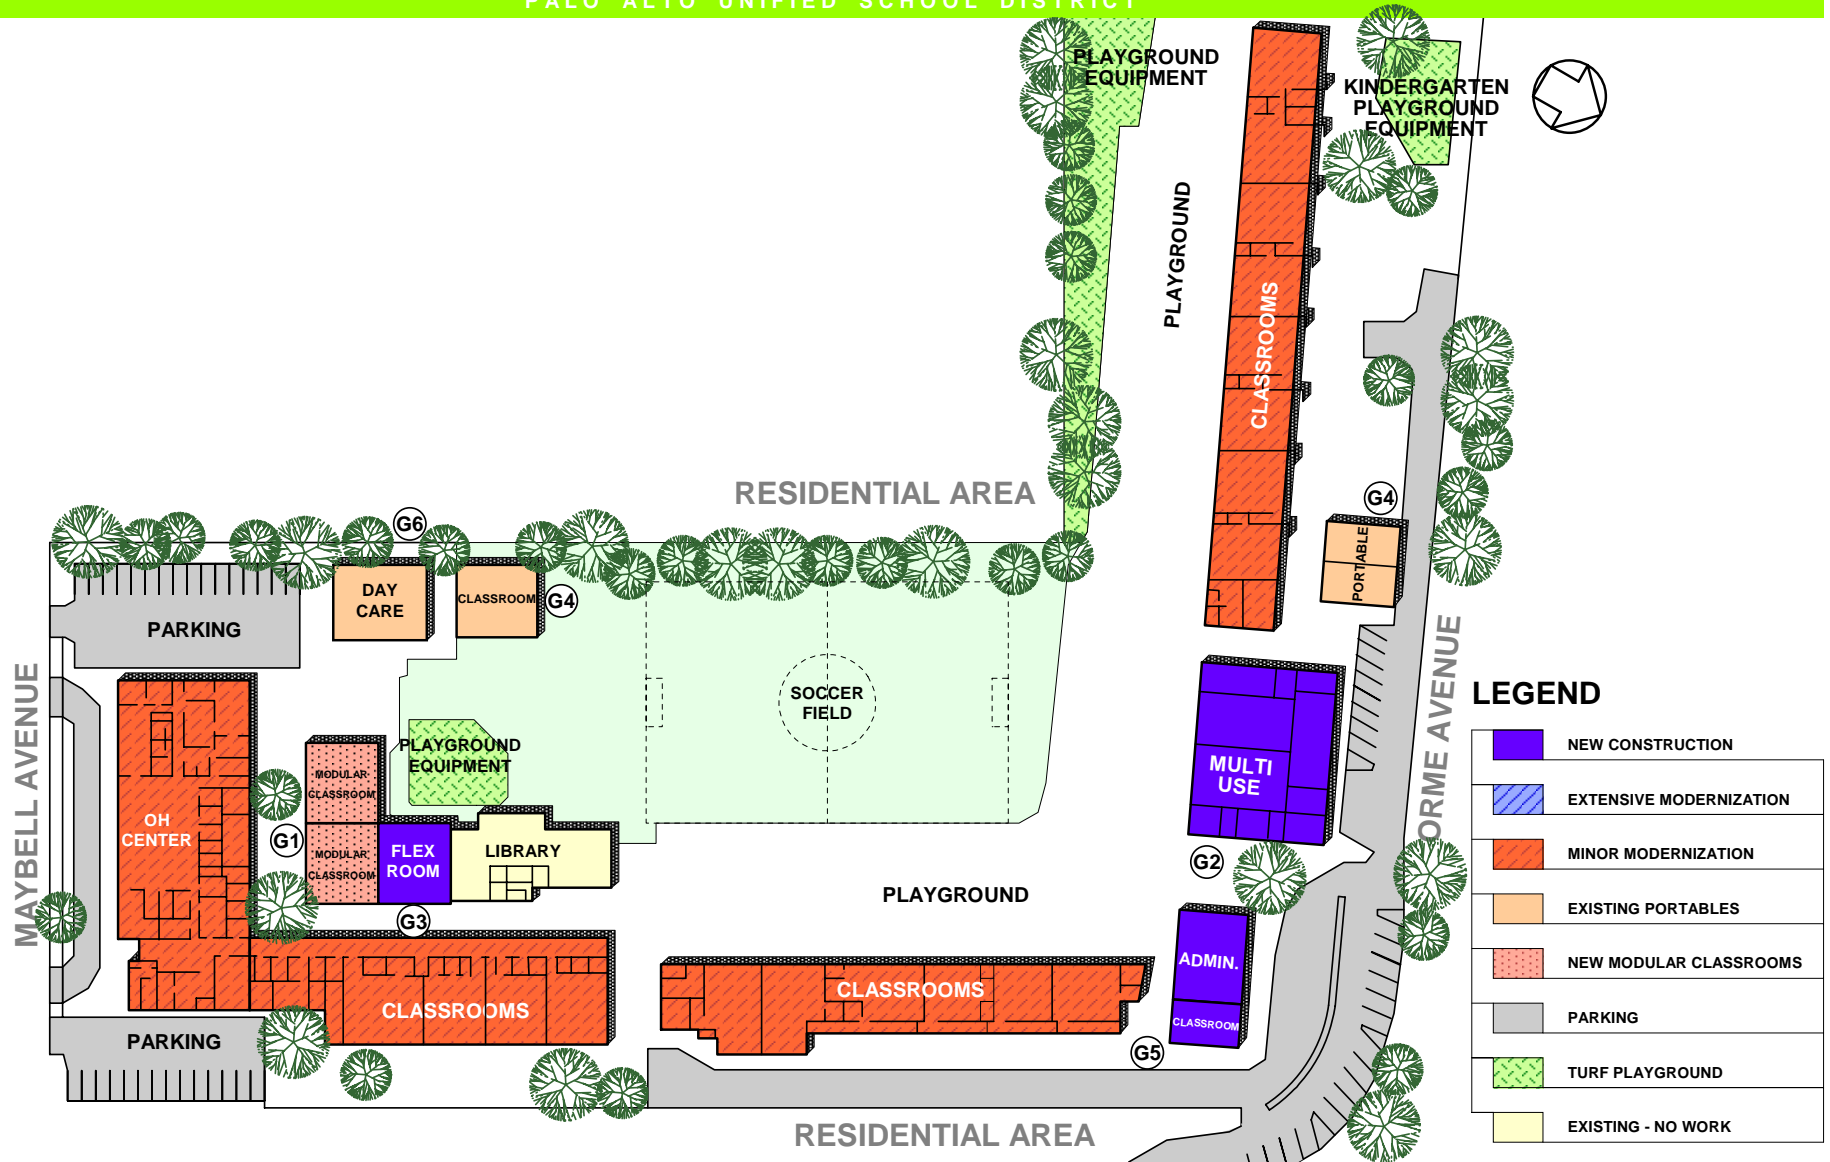 PALO ALTO UNIFIED SCHOOL DISTRICT
PLAYGROUND
EQUIPMENT
KINDERGARTEN
PLAYGROUND
EQUIPMENT
PLAYGROUND
CLASSROOMS
RESIDENTIAL AREA
G4
PORTABLE
G6
DAY
CARE
CLASSROOM
G4
PARKING
MAYBELL AVENUE
SOCCER
FIELD
ORME AVENUE
MULTI
USE
PLAYGROUND
EQUIPMENT
MODULAR
CLASSROOM
OH
CENTER
G1
MODULAR
CLASSROOM
FLEX
ROOM
LIBRARY
G2
G3
PLAYGROUND
ADMIN.
CLASSROOM
CLASSROOMS
CLASSROOMS
G5
PARKING
RESIDENTIAL AREA
LEGEND
NEW CONSTRUCTION
EXTENSIVE MODERNIZATION
MINOR MODERNIZATION
EXISTING PORTABLES
NEW MODULAR CLASSROOMS
PARKING
TURF PLAYGROUND
EXISTING - NO WORK